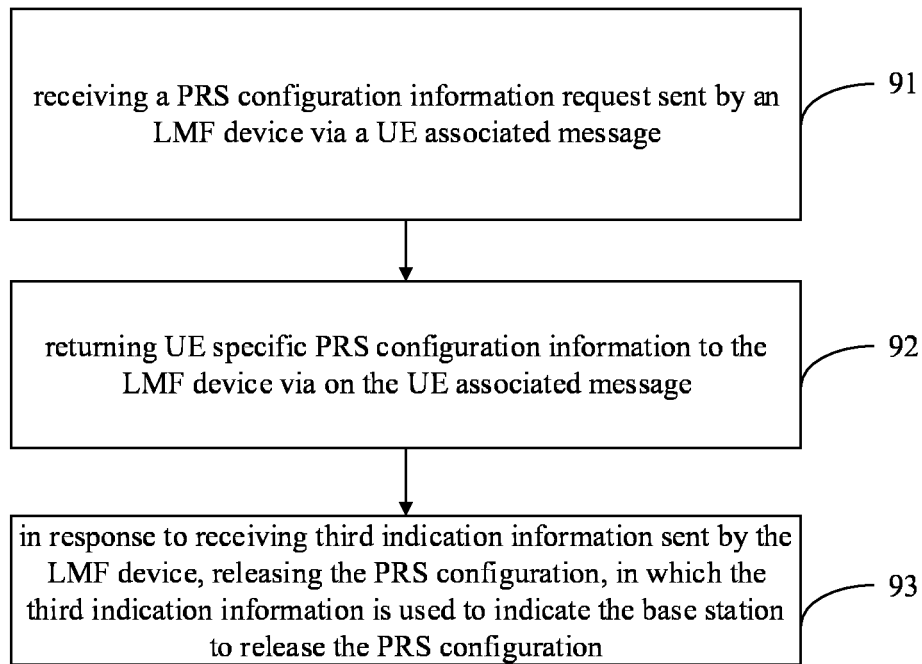 receiving a PRS configuration information request sent by an
LMF device via a UE associated message
91
returning UE specific PRS configuration information to the
LMF device via on the UE associated message
92
in response to receiving third indication information sent by the
LMF device, releasing the PRS configuration, in which the
third indication information is used to indicate the base station
to release the PRS configuration
93